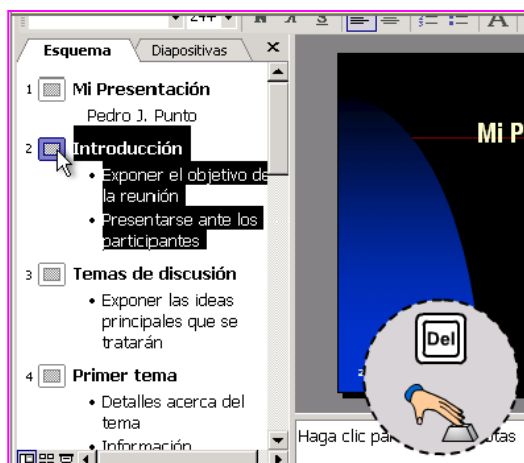 N
S
A
Esquema
Diapositivas
1 Mi Presentación
Pedro J. Punto
2 Introducción
• Exponer el objetivo de
la reunión
• Presentarse ante los
participantes
3 Temas de discusión
• Exponer las ideas
principales que se
tratarán
4 Primer tema
• Detalles acerca del
tema
• Información
Mi P
Del
Haga clic